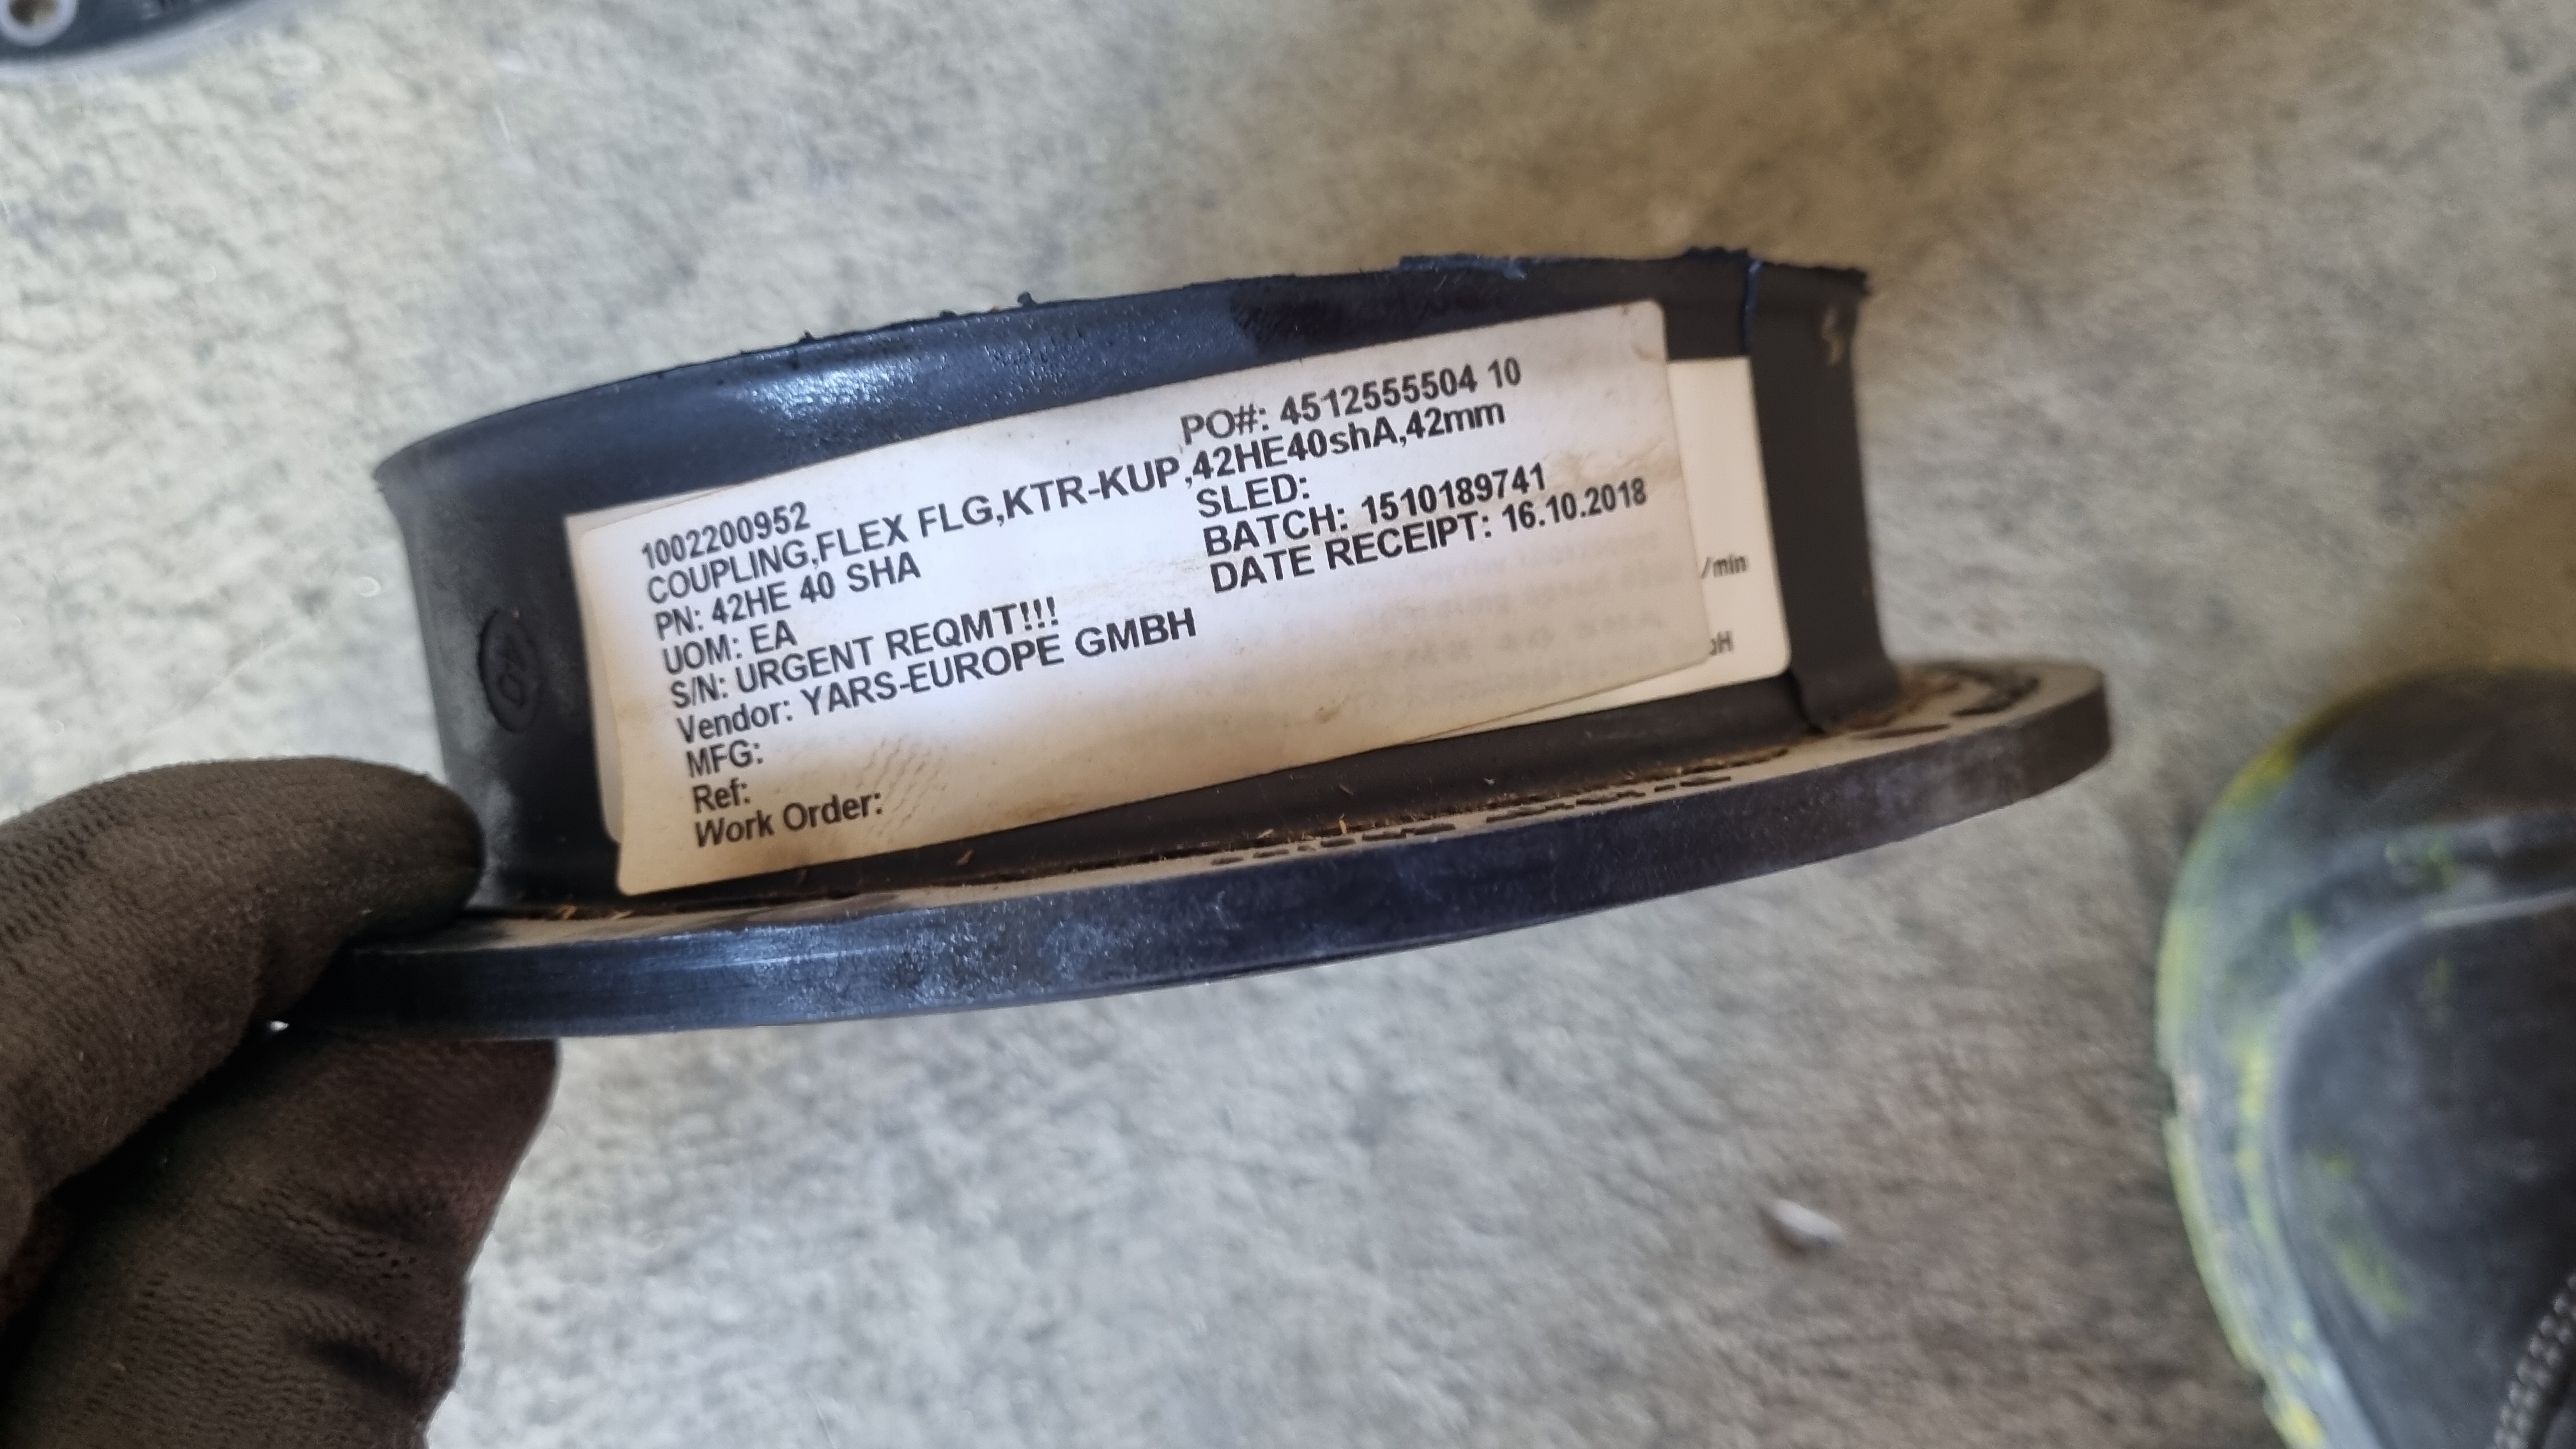 40
PO#: 4512555504 10
1002200952
COUPLING,FLEX FLG,KTR-KUP,42HE40shA,42mm
PN: 42HE 40 SHA
SLED:
UOM: EA
BATCH: 1510189741
S/N: URGENT REQMT!!!
DATE RECEIPT: 16.10.2018
Vendor: YARS-EUROPE GMBH
MFG:
Ref:
Work Order:
/min